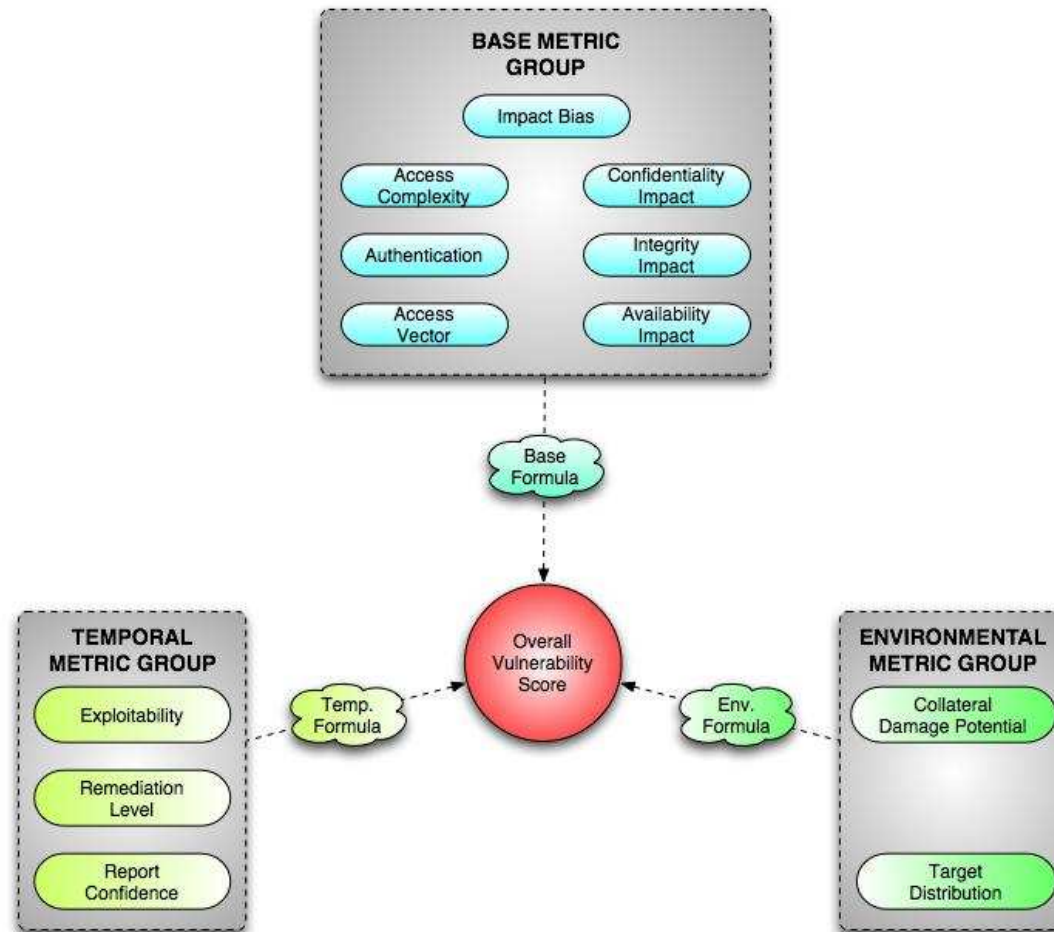 BASE METRIC
GROUP
Impact Bias
Access
Complexity
Confidentiality
Impact
Authentication
Integrity
Impact
Access
Vector
Availability
Impact
Base
Formula
TEMPORAL
METRIC GROUP
Exploitability
Remediation
Level
Report
Confidence
Temp.
Formula
Overall
Vulnerability
Score
Env.
Formula
ENVIRONMENTAL
METRIC GROUP
Collateral
Damage Potential
Target
Distribution